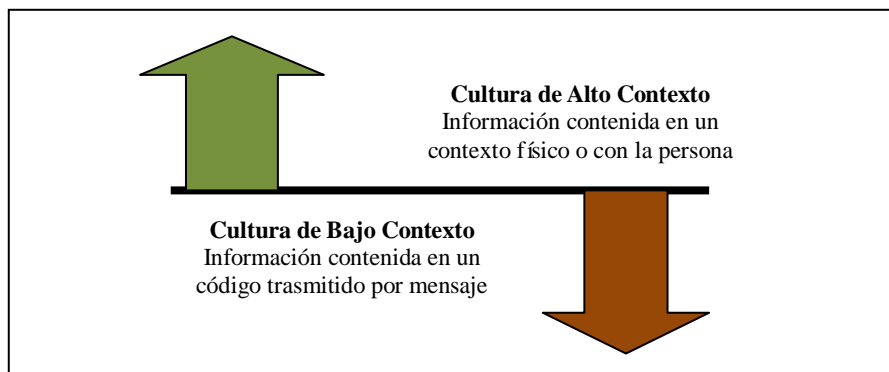 Cultura de Alto Contexto
Información contenida en un
contexto físico o con la persona
Cultura de Bajo Contexto
Información contenida en un
código trasmitido por mensaje